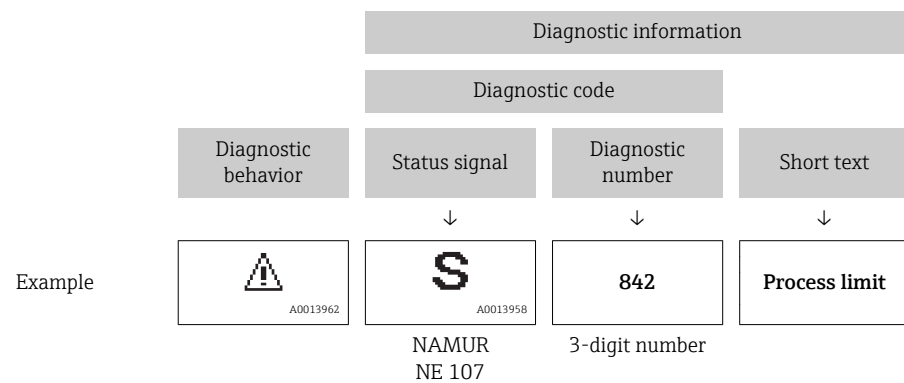 Diagnostic information
Diagnostic code
Diagnostic
behavior
Status signal
Diagnostic
number
Short text
↓
↓
↓
Example
A0013962
S
A0013958
842
Process limit
NAMUR
NE 107
3-digit number